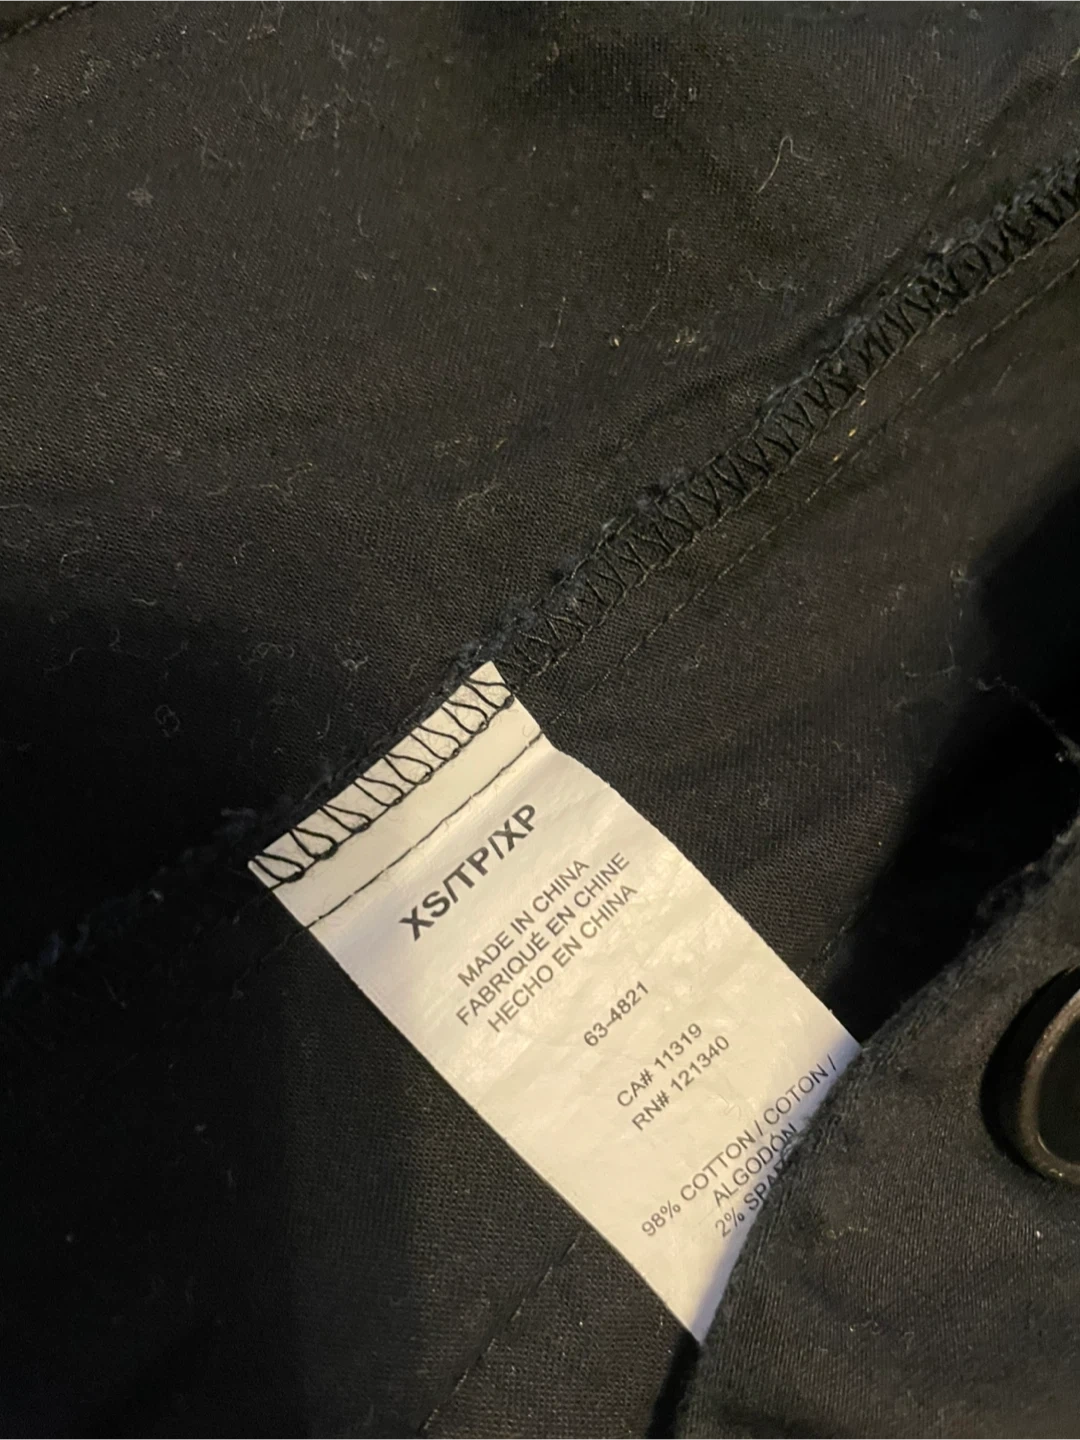 XS/TP/XP
MADE IN CHINA
FABRIQUÉ EN CHINE
HECHO EN CHINA
63-4821
CA# 11319
RN# 121340
98% COTTON / COTON /
ALGODÓN
2%